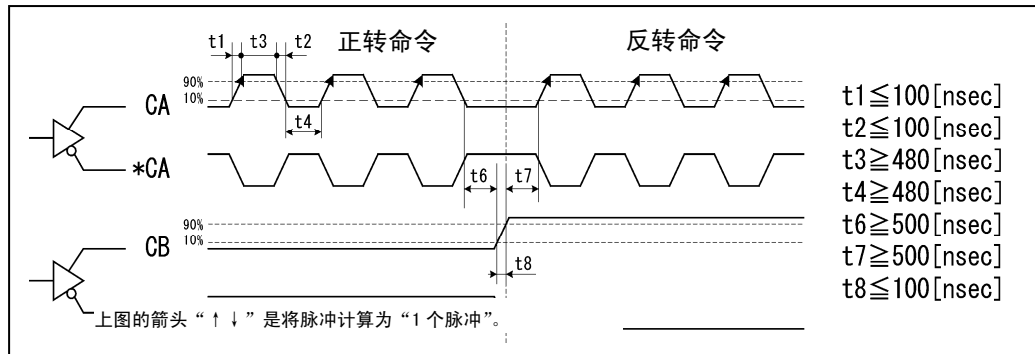 t1 t3 t2 正转命令 反转命令
90%
10%
CA
t4
*CA
t6 t7
90%
10%
CB
t8
上图的箭头“↑↓”是将脉冲计算为“1个脉冲”。
t1≦100[nsec]
t2≦100[nsec]
t3≧480[nsec]
t4≧480[nsec]
t6≧500[nsec]
t7≧500[nsec]
t8≦100[nsec]